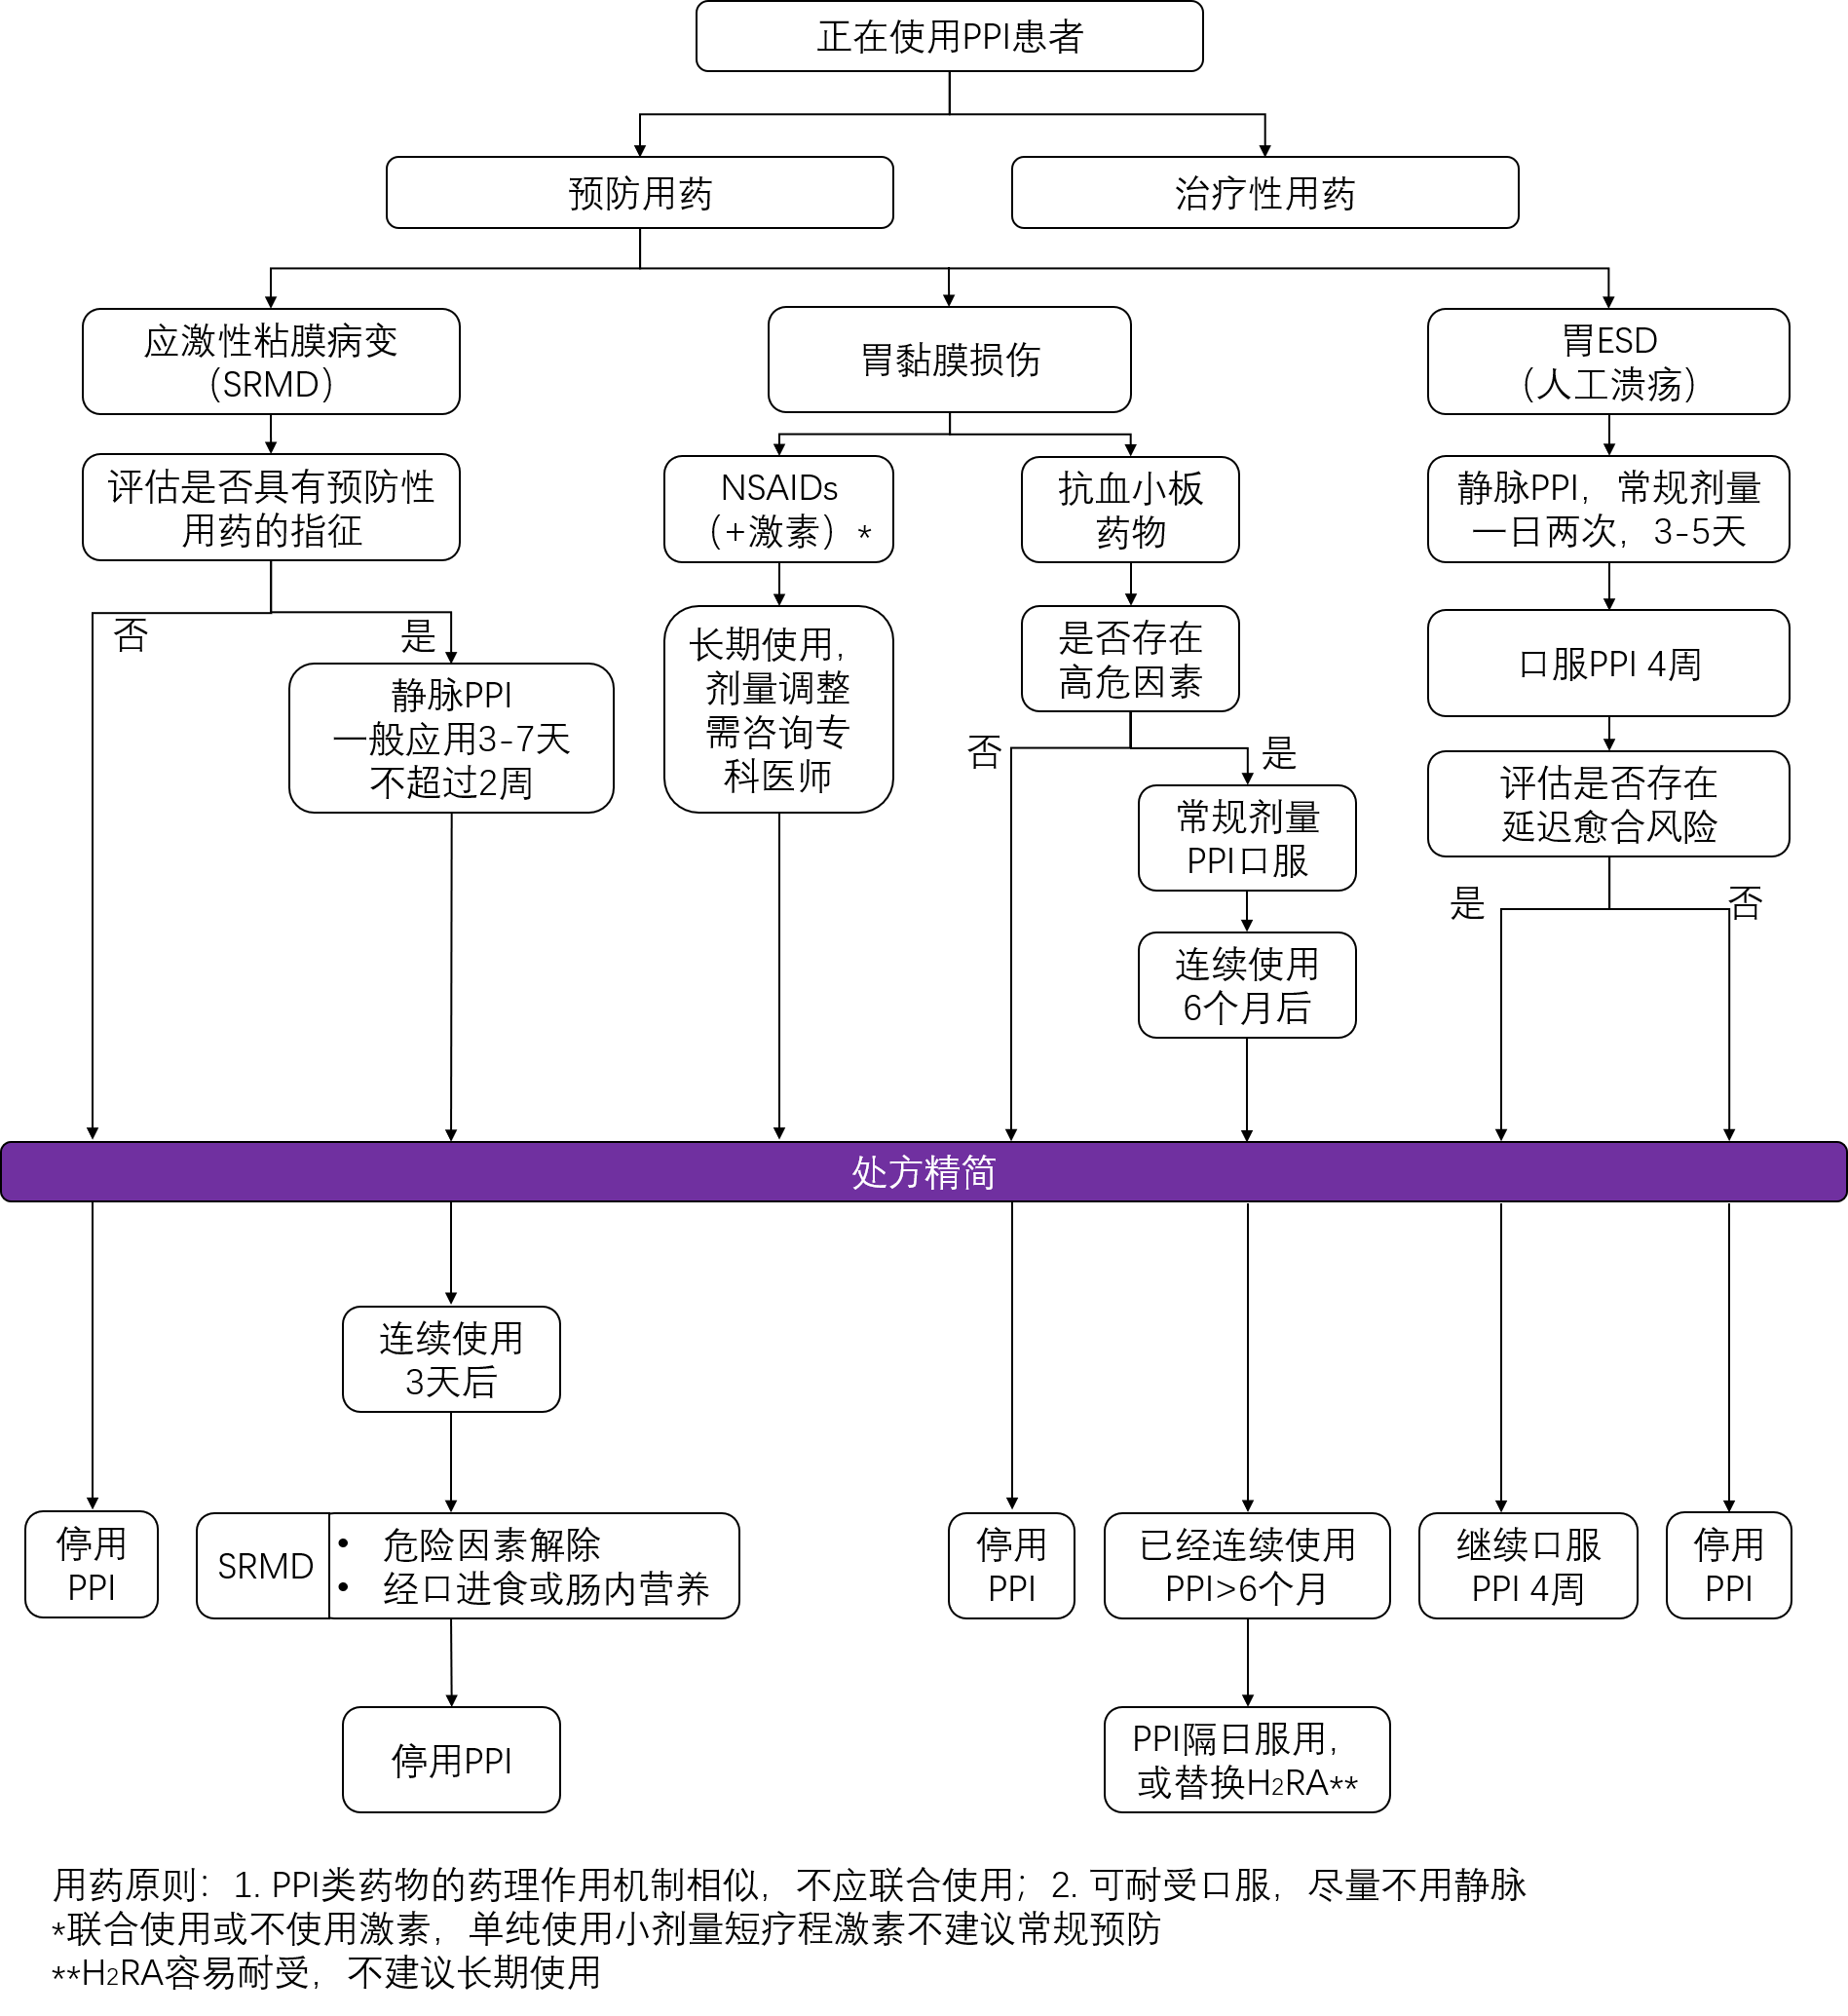 正在使用PPI患者
预防用药
治疗性用药
应激性粘膜病变
（SRMD）
胃黏膜损伤
胃ESD
（人工溃疡）
评估是否具有预防性
用药的指征
NSAIDs
（+激素）*
抗血小板
药物
静脉PPI，常规剂量
一日两次，3-5天
否
是
静脉PPI
一般应用3-7天
不超过2周
长期使用，
剂量调整
需咨询专
科医师
是否存在
高危因素
口服PPI 4周
否
是
常规剂量
PPI口服
评估是否存在
延迟愈合风险
是
否
连续使用
6个月后
处方精简
连续使用
3天后
停用
PPI
SRMD
• 危险因素解除
• 经口进食或肠内营养
停用
PPI
已经连续使用
PPI>6个月
继续口服
PPI 4周
停用
PPI
停用PPI
PPI隔日服用，
或替换H₂RA**
用药原则：1. PPI类药物的药理作用机制相似，不应联合使用；2. 可耐受口服，尽量不用静脉
*联合使用或不使用激素，单纯使用小剂量短疗程激素不建议常规预防
**H₂RA容易耐受，不建议长期使用